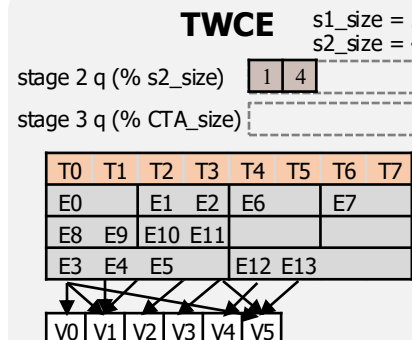 TWCE s1_size =
s2_size =
stage 2 q (% s2_size) 1 4
stage 3 q (% CTA_size)
T0 T1 T2 T3 T4 T5 T6 T7
E0 E1 E2 E6 E7
E8 E9 E10 E11
E3 E4 E5 E12 E13
V0 V1 V2 V3 V4 V5